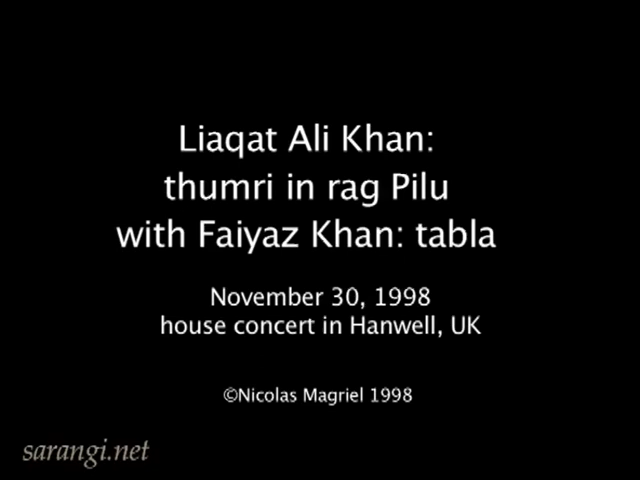 Liaqat Ali Khan:
thumri in rag Pilu
with Faiyaz Khan: tabla
November 30, 1998
house concert in Hanwell, UK
©Nicolas Magriel 1998
sarangi.net